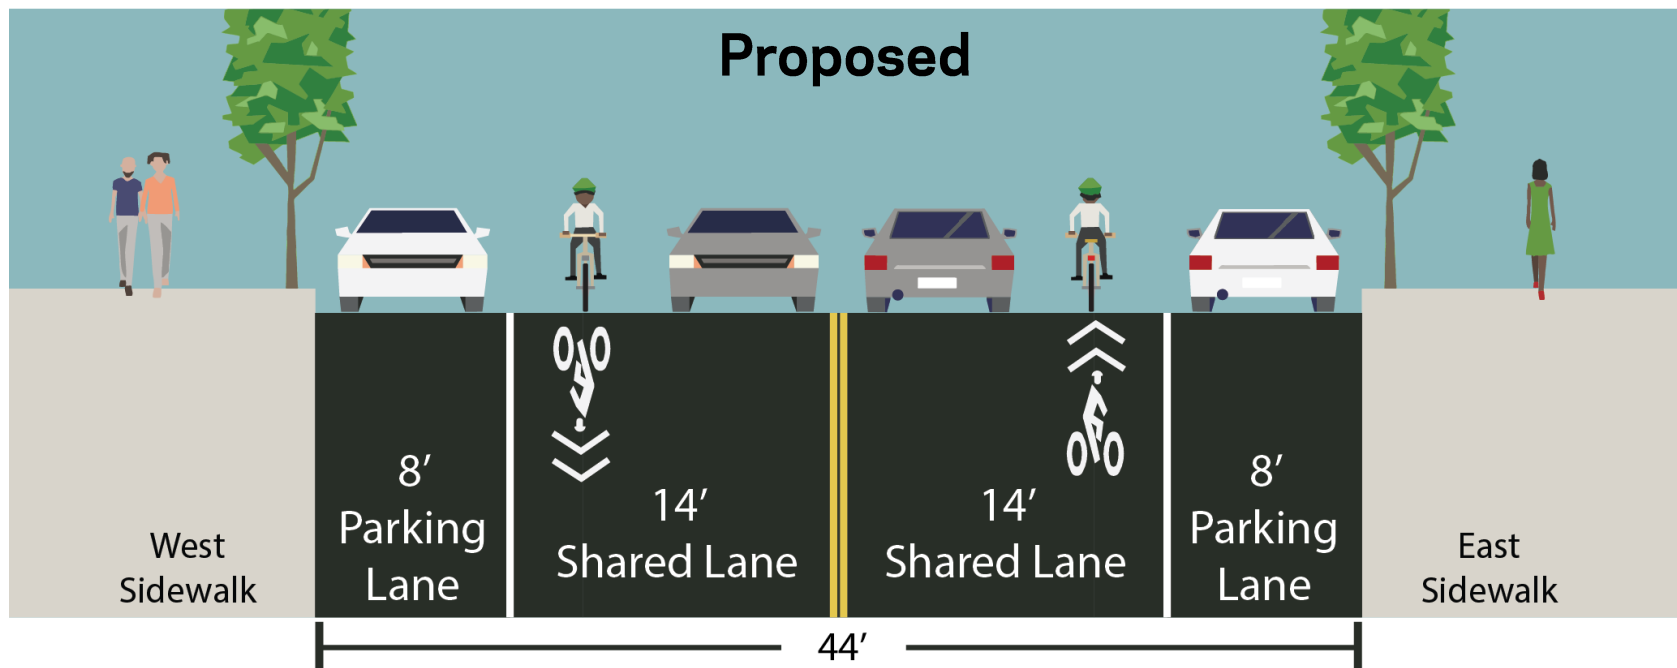 Proposed
West
Sidewalk
8’
Parking
Lane
14’
Shared Lane
14’
Shared Lane
8’
Parking
Lane
East
Sidewalk
44’